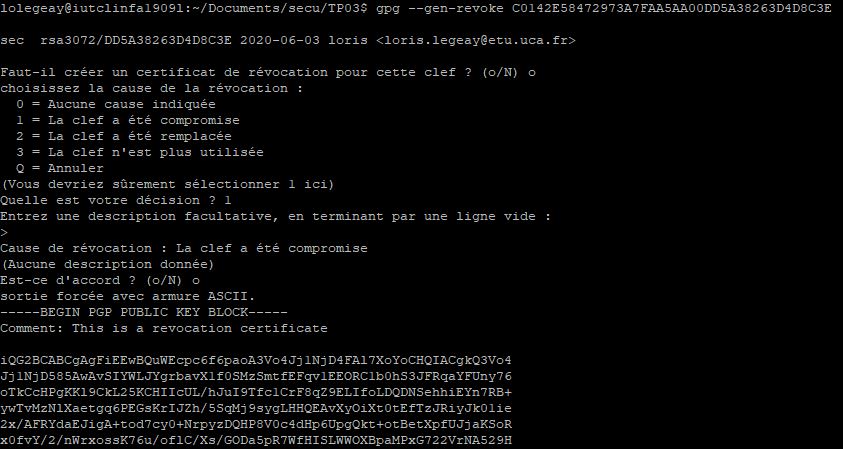 lolegeay@iutclinfa1909l:~/Documents/secu/TP03$ gpg --gen-revoke C0142E58472973A7FAA5AA00DD5A38263D4D8C3E
sec  rsa3072/DD5A38263D4D8C3E 2020-06-03 loris <loris.legeay@etu.uca.fr>
Faut-il créer un certificat de révocation pour cette clef ? (o/N) o
choisissez la cause de la révocation :
  0 = Aucune cause indiquée
  1 = La clef a été compromise
  2 = La clef a été remplacée
  3 = La clef n'est plus utilisée
  Q = Annuler
(Vous devriez sûrement sélectionner 1 ici)
Quelle est votre décision ? 1
Entrez une description facultative, en terminant par une ligne vide :
>
Cause de révocation : La clef a été compromise
(Aucune description donnée)
Est-ce d'accord ? (o/N) o
sortie forcée avec armure ASCII.
-----BEGIN PGP PUBLIC KEY BLOCK-----
Comment: This is a revocation certificate
iQG2BCABCgAgFiEEwBQuWEcpc6f6paoA3Vo4Jj1NjD4FAl7XoYoCHQIACgkQ3Vo4
Jj1NjD585AwAvSIYWLJYgrbavX1f0SMzSmtfEFqv1EEORC1b0hS3JFRqaYFUny76
oTkCcHPgKKl9CkL25KCHIIcUL/hJuI9Tfc1CrF8qZ9ELIfoLDQDNSehhiEYn7RB+
ywTvMzNlXaetgq6PEGsKrIJZh/5SqMj9sygLHHQEAvXyOiXt0tEfTzJRiyJk01ie
2x/AFRYdaEJigA+tod7cy0+NrpyzDQHP8V0c4dHp6UpgQkt+otBetXpfUJjaKSoR
x0fvY/2/nWrxossK76u/oflC/Xs/GODa5pR7WfHISLWWOXBpaMPxG722VrNA529H